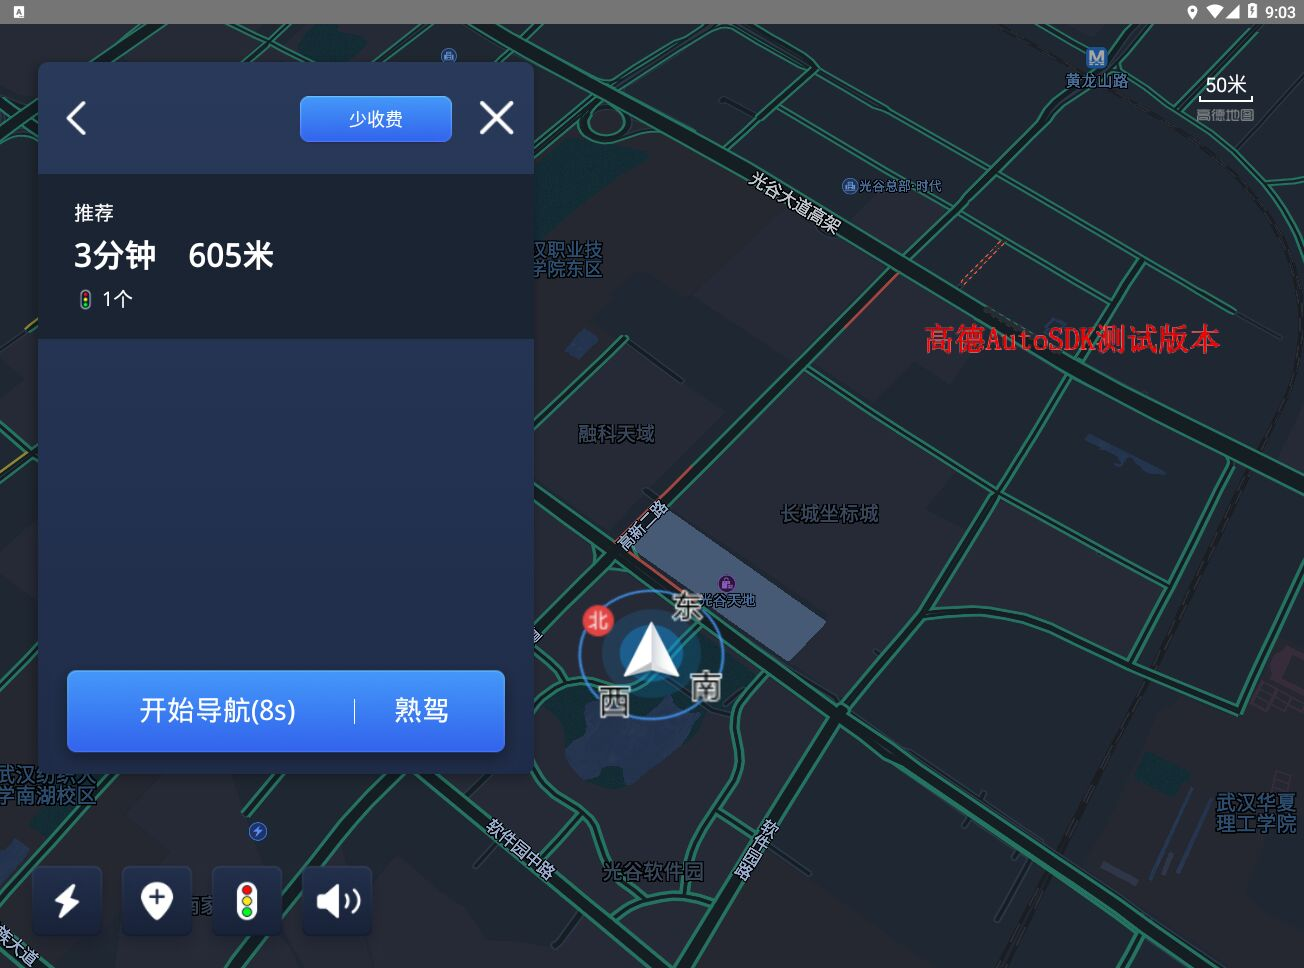 A
9:03
少收费
推荐
3分钟 605米
1个
开始导航(8s)
熟驾
M
黄龙山路
50米
高德地图
光谷总部·时代
光谷大道高架
汉职业技
学院东区
高德AutoSDK测试版本
融科天域
长城坐标城
高新二路
光谷天地
北
东
南
西
武汉纺织大
学南湖校区
武汉华夏
理工学院
软件园中路
光谷软件园
软件园路
族大道